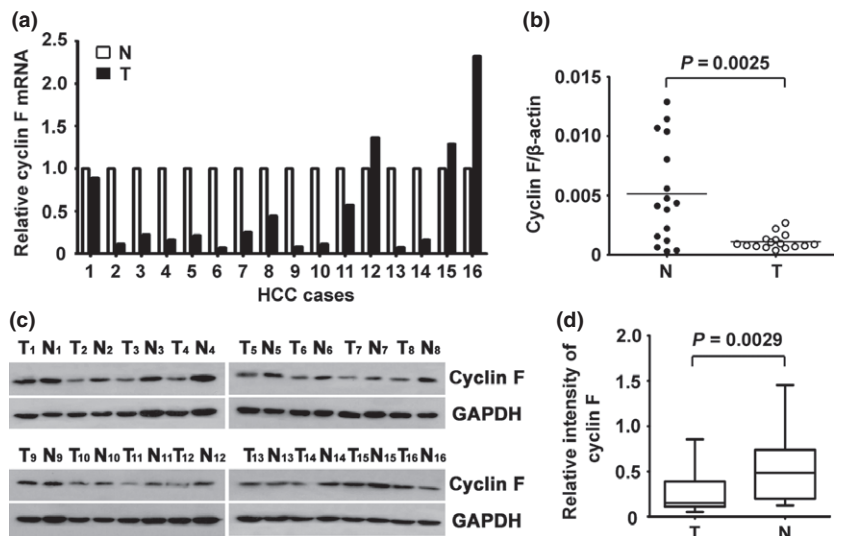 (a)
Relative cyclin F mRNA
2.5
2.0
1.5
1.0
0.5
0
N
T
1 2 3 4 5 6 7 8 9 10 11 12 13 14 15 16
HCC cases
(b)
P = 0.0025
Cyclin F/β-actin
0.015
0.010
0.005
0
N T
(c)
T1 N1 T2 N2 T3 N3 T4 N4 T5 N5 T6 N6 T7 N7 T8 N8
Cyclin F
GAPDH
T9 N9 T10 N10 T11 N11 T12 N12 T13 N13 T14 N14 T15 N15 T16 N16
Cyclin F
GAPDH
(d)
P = 0.0029
Relative intensity of
cyclin F
2.0
1.5
1.0
0.5
0
T N